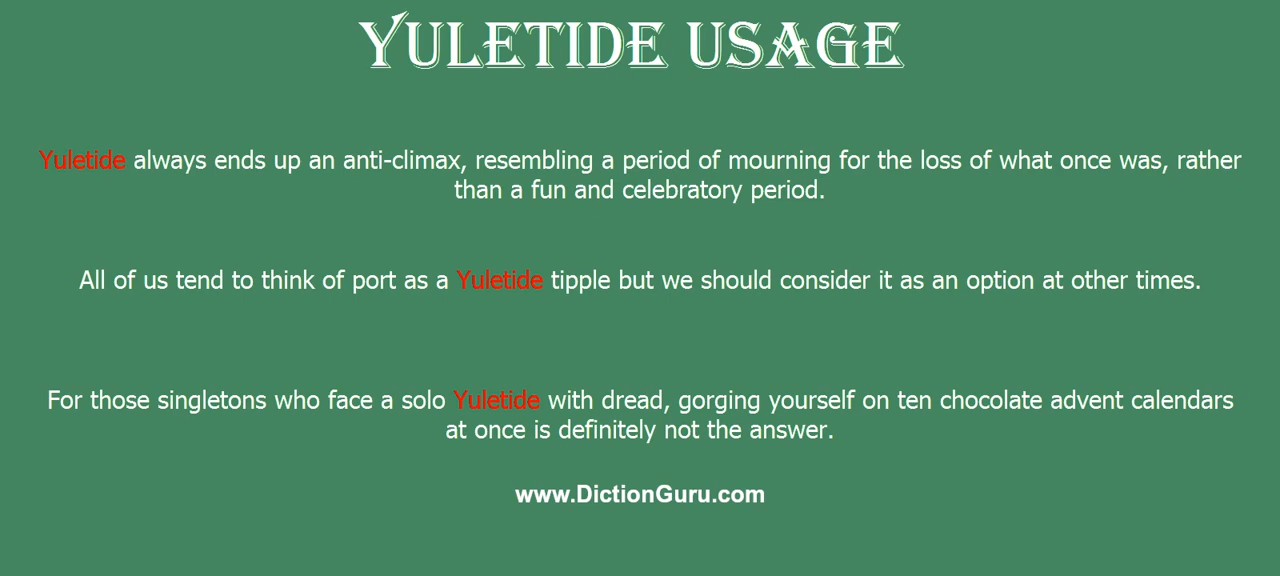 YULETIDE USAGE
Yuletide always ends up an anti-climax, resembling a period of mourning for the loss of what once was, rather
than a fun and celebratory period.
All of us tend to think of port as a Yuletide tipple but we should consider it as an option at other times.
For those singletons who face a solo Yuletide with dread, gorging yourself on ten chocolate advent calendars
at once is definitely not the answer.
www.DictionGuru.com